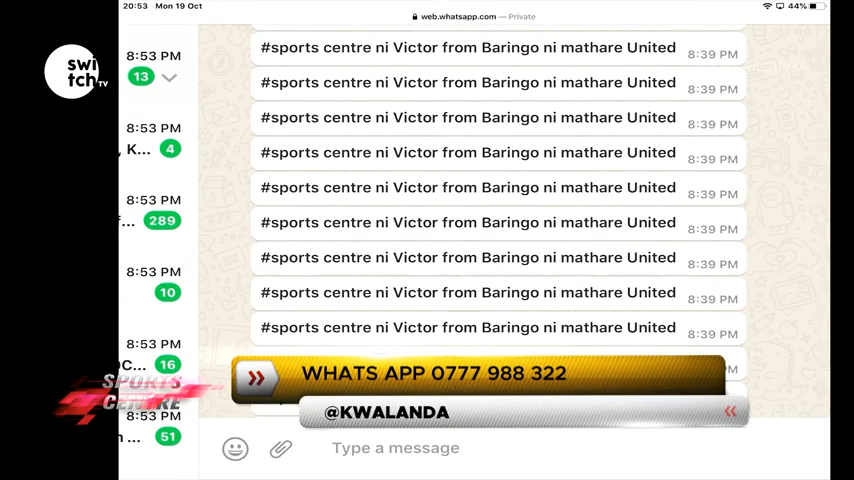 20:53 Mon 19 Oct
web.whatsapp.com — Private
44%
swi
tch
TV
8:53 PM
13
8:53 PM
, K... 4
8:53 PM
289
8:53 PM
10
8:53 PM
16
8:53 PM
51
#sports centre ni Victor from Baringo ni mathare United 8:39 PM
#sports centre ni Victor from Baringo ni mathare United 8:39 PM
#sports centre ni Victor from Baringo ni mathare United 8:39 PM
#sports centre ni Victor from Baringo ni mathare United 8:39 PM
#sports centre ni Victor from Baringo ni mathare United 8:39 PM
#sports centre ni Victor from Baringo ni mathare United 8:39 PM
#sports centre ni Victor from Baringo ni mathare United 8:39 PM
#sports centre ni Victor from Baringo ni mathare United 8:39 PM
#sports centre ni Victor from Baringo ni mathare United 8:39 PM
SPORTS
CENTRE
WHATS APP 0777 988 322
@KWALANDA
Type a message